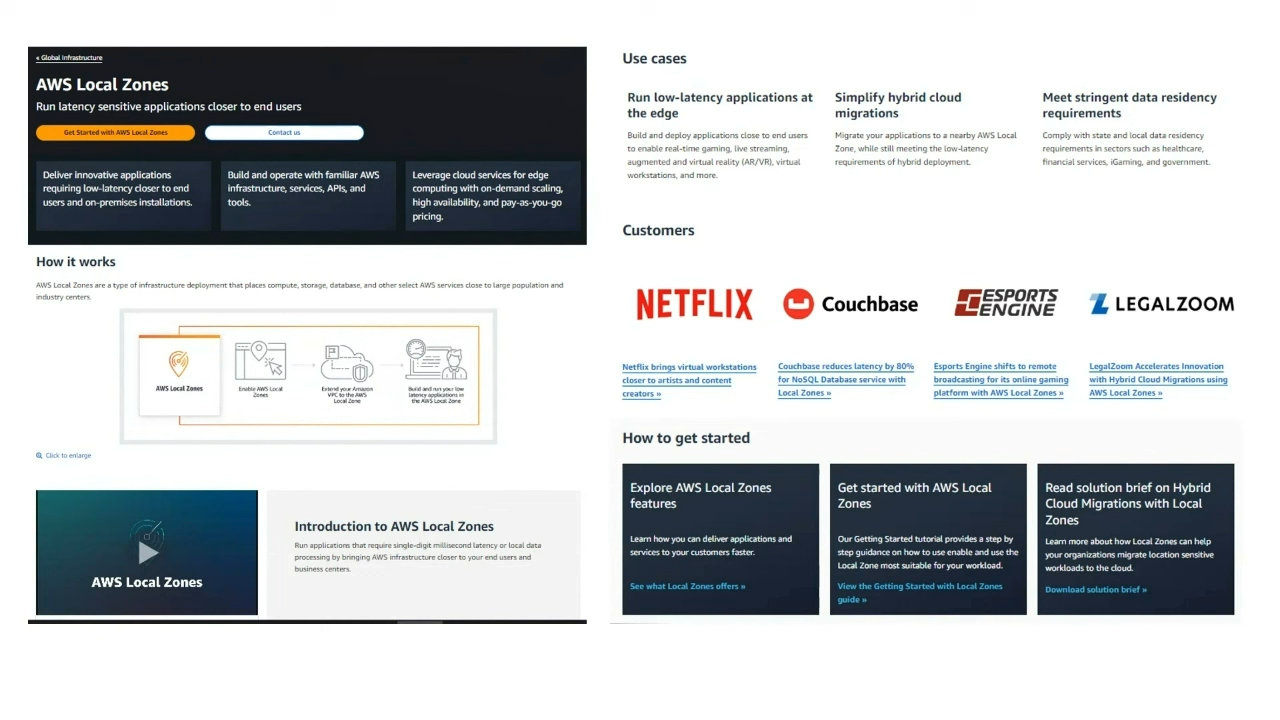 « Global Infrastructure
AWS Local Zones
Run latency sensitive applications closer to end users
Get Started with AWS Local Zones
Contact us
Deliver innovative applications
requiring low-latency closer to end
users and on-premises installations.
Build and operate with familiar AWS
infrastructure, services, APIs, and
tools.
Leverage cloud services for edge
computing with on-demand scaling,
high availability, and pay-as-you-go
pricing.
How it works
AWS Local Zones are a type of infrastructure deployment that places compute, storage, database, and other select AWS services close to large population and
industry centers.
AWS Local Zones
Enable AWS Local
Zones
Extend your Amazon
VPC to the AWS
Local Zone
Build and run your low
latency applications in
the AWS Local Zone
Click to enlarge
AWS Local Zones
Introduction to AWS Local Zones
Run applications that require single-digit millisecond latency or local data
processing by bringing AWS infrastructure closer to your end users and
business centers.
Use cases
Run low-latency applications at
the edge
Build and deploy applications close to end users
to enable real-time gaming, live streaming,
augmented and virtual reality (AR/VR), virtual
workstations, and more.
Simplify hybrid cloud
migrations
Migrate your applications to a nearby AWS Local
Zone, while still meeting the low-latency
requirements of hybrid deployment.
Meet stringent data residency
requirements
Comply with state and local data residency
requirements in sectors such as healthcare,
financial services, iGaming, and government.
Customers
NETFLIX
Couchbase
ESPORTS
ENGINE
LEGALZOOM
Netflix brings virtual workstations
closer to artists and content
creators »
Couchbase reduces latency by 80%
for NoSQL Database service with
Local Zones »
Esports Engine shifts to remote
broadcasting for its online gaming
platform with AWS Local Zones »
LegalZoom Accelerates Innovation
with Hybrid Cloud Migrations using
AWS Local Zones »
How to get started
Explore AWS Local Zones
features
Learn how you can deliver applications and
services to your customers faster.
See what Local Zones offers »
Get started with AWS Local
Zones
Our Getting Started tutorial provides a step by
step guidance on how to use enable and use the
Local Zone most suitable for your workload.
View the Getting Started with Local Zones
guide »
Read solution brief on Hybrid
Cloud Migrations with Local
Zones
Learn more about how Local Zones can help
your organizations migrate location sensitive
workloads to the cloud.
Download solution brief »